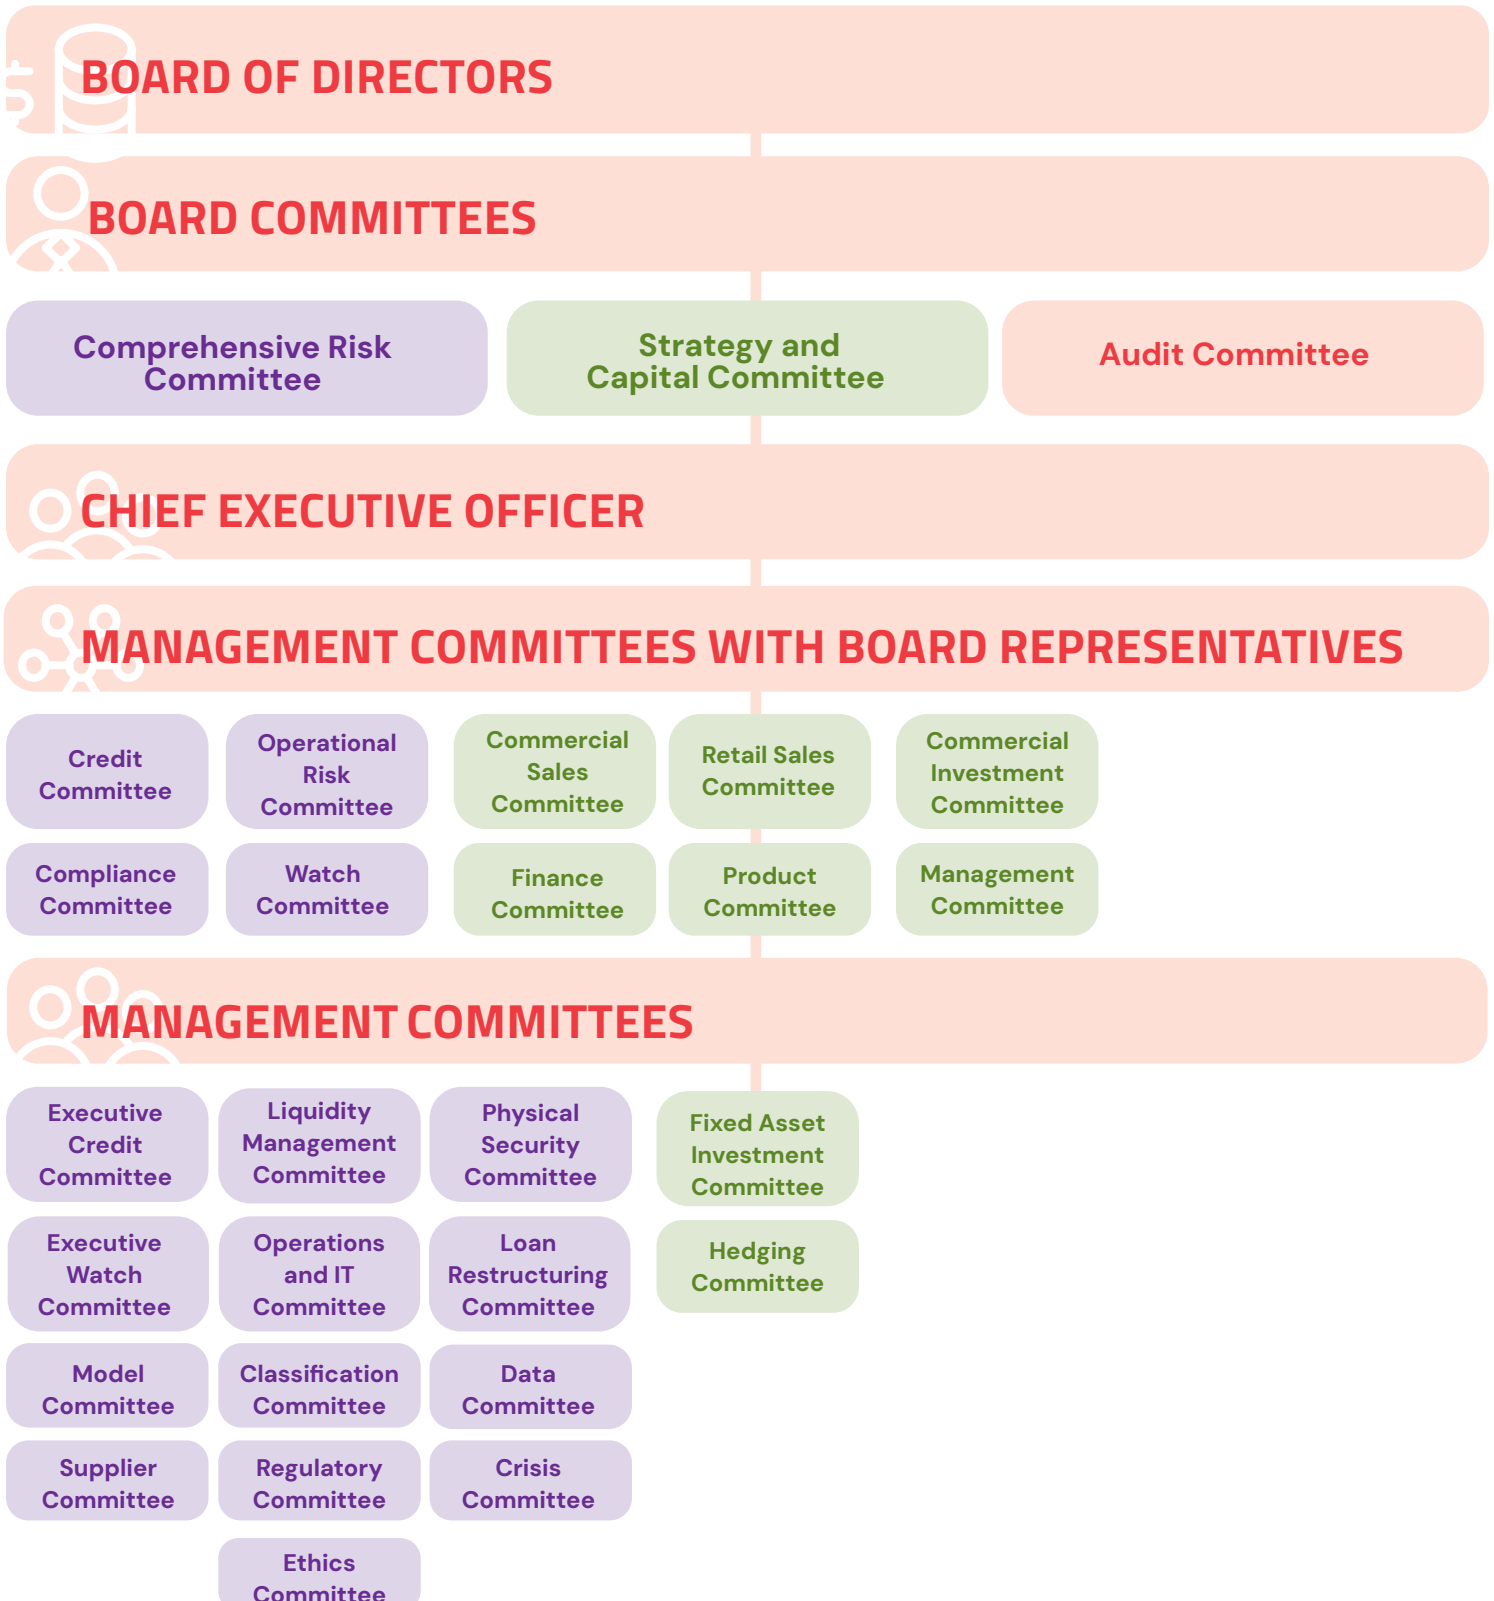 BOARD OF DIRECTORS
BOARD COMMITTEES
Comprehensive Risk
Committee
Strategy and
Capital Committee
Audit Committee
CHIEF EXECUTIVE OFFICER
MANAGEMENT COMMITTEES WITH BOARD REPRESENTATIVES
Credit
Committee
Operational
Risk
Committee
Commercial
Sales
Committee
Retail Sales
Committee
Commercial
Investment
Committee
Compliance
Committee
Watch
Committee
Finance
Committee
Product
Committee
Management
Committee
MANAGEMENT COMMITTEES
Executive
Credit
Committee
Liquidity
Management
Committee
Physical
Security
Committee
Fixed Asset
Investment
Committee
Executive
Watch
Committee
Operations
and IT
Committee
Loan
Restructuring
Committee
Hedging
Committee
Model
Committee
Classification
Committee
Data
Committee
Supplier
Committee
Regulatory
Committee
Crisis
Committee
Ethics
Committee